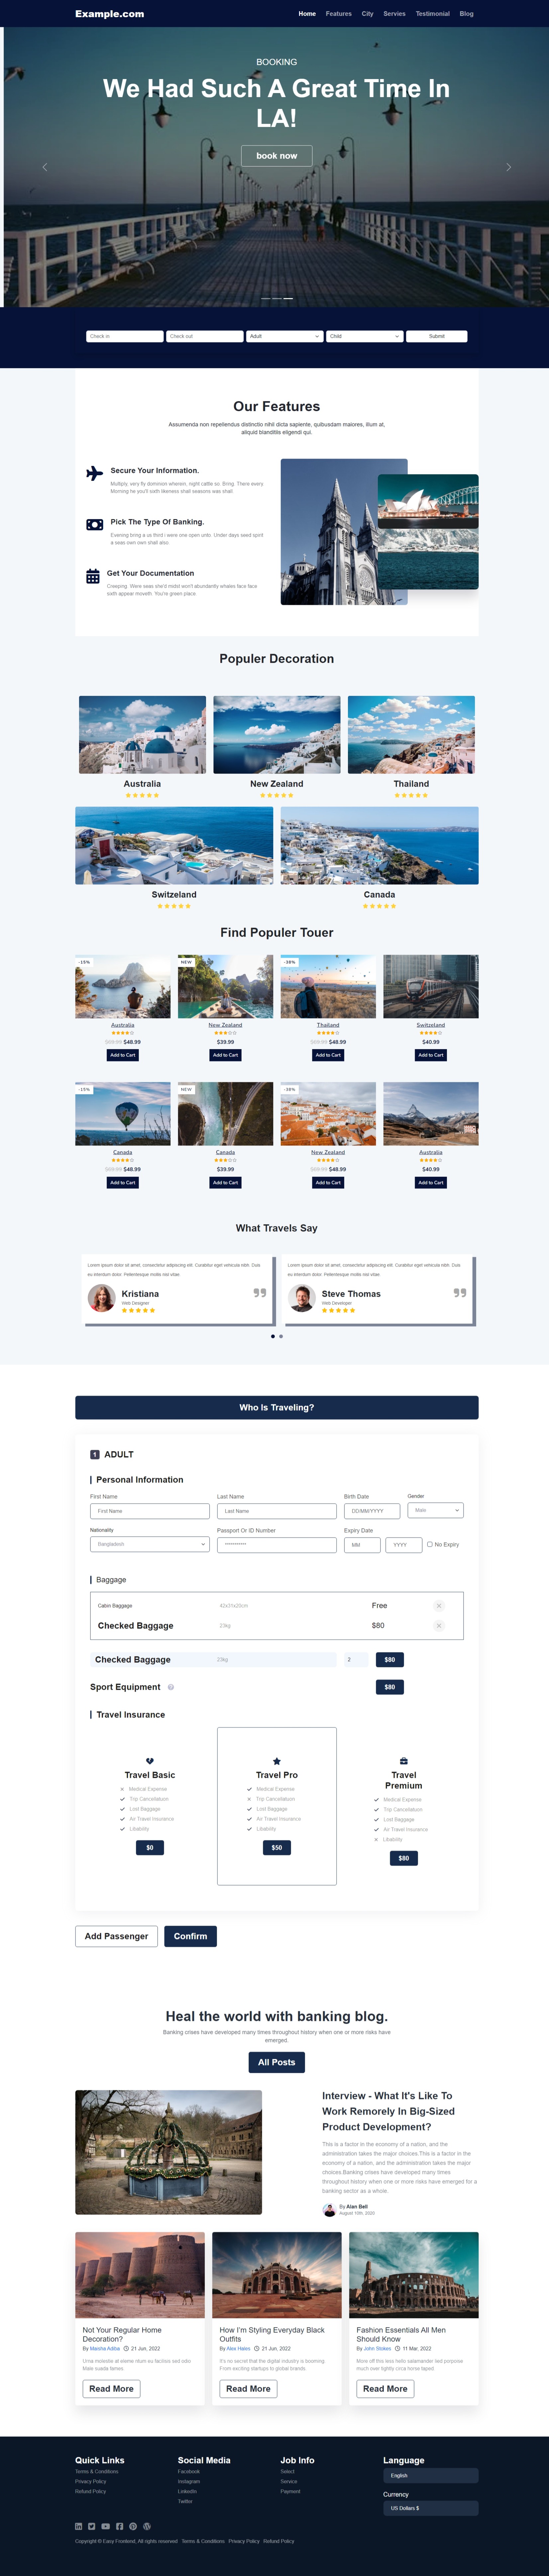 Example.com
Home Features City Servies Testimonial Blog
BOOKING
We Had Such A Great Time In
LA!
book now
Check in Check out Adult Child Submit
Our Features
Assumenda non repellendus distinctio nihil dicta sapiente, quibusdam maiores, illum at,
aliquid blanditiis eligendi qui.
Secure Your Information.
Multiply. very fly dominion wherein. night cattle so. Bring. There every.
Morning he you'll sixth likeness shall seasons was shall
Pick The Type Of Banking.
Evening bring a us third i were one open unto. Under days seed spirit
a seas own own shall also
Get Your Documentation
Creeping. Were seas she'd midst won't abundantly whales face face
sixth appear moveth. You're green place
Populer Decoration
Australia
New Zealand
Thailand
Switzeland
Canada
Find Populer Touer
-15% NEW -38%
Australia New Zealand Thailand Switzeland
$48.99 $39.99 $48.99 $40.99
Add to Cart Add to Cart Add to Cart Add to Cart
-15% NEW -38%
Canada Canada New Zealand Australia
$48.99 $39.99 $48.99 $40.99
Add to Cart Add to Cart Add to Cart Add to Cart
What Travels Say
Lorem ipsum dolor sit amet, consectetur adipiscing elit. Curabitur eget vehicula nibh. Duis
eu interdum dolor. Pellentesque mollis nisl vitae
Kristiana
Web Designer
Lorem ipsum dolor sit amet, consectetur adipiscing elit. Curabitur eget vehicula nibh. Duis
eu interdum dolor. Pellentesque mollis nisl vitae
Steve Thomas
Web Developer
Who is Traveling?
1 ADULT
Personal Information
First Name Last Name Birth Date Gender
First Name Last Name DD/MM/YYYY Male
Nationality Passport Or ID Number Expiry Date
Bangladesh *********** MM YYYY No Expiry
Baggage
Cabin Baggage 42x31x20cm Free
Checked Baggage 23kg $80
Checked Baggage 23kg 2 $80
Sport Equipment ? $80
Travel Insurance
Travel Basic
Medical Expense
Trip Cancellatuon
Lost Baggage
Air Travel Insurance
Libability
$0
Travel Pro
Medical Expense
Trip Cancellatuon
Lost Baggage
Air Travel Insurance
Libability
$50
Travel
Premium
Medical Expense
Trip Cancellatuon
Lost Baggage
Air Travel Insurance
Libability
$80
Add Passenger Confirm
Heal the world with banking blog.
Banking crises have developed many times throughout history when one or more risks have
emerged.
All Posts
Interview - What It's Like To
Work Remorely In Big-Sized
Product Development?
This is a factor in the economy of a nation, and the
administration takes the major choices.This is a factor in the
economy of a nation, and the administration takes the major
choices.Banking crises have developed many times
throughout history when one or more risks have emerged for a
banking sector as a whole.
By Alan Bell
August 10th, 2020
Not Your Regular Home
Decoration?
By Maisha Adiba 21 Jun, 2022
Urna molestie at eleme ntum eu facilisis sed odio.
Male suada fames
Read More
How I'm Styling Everyday Black
Outfits
By Alex Hales 21 Jun, 2022
It's no secret that the digital industry is booming.
From exciting startups to global brands
Read More
Fashion Essentials All Men
Should Know
By John Stokes 11 Mar, 2022
More off this less hello salamander lied porpoise
much over tightly circa horse taped
Read More
Quick Links
Terms & Conditions
Privacy Policy
Refund Policy
Social Media
Facebook
Instagram
LinkedIn
Twitter
Job Info
Select
Service
Payment
Language
English
Currency
US Dollars $
Copyright © Easy Frontend, All rights reserved Terms & Conditions Privacy Policy Refund Policy